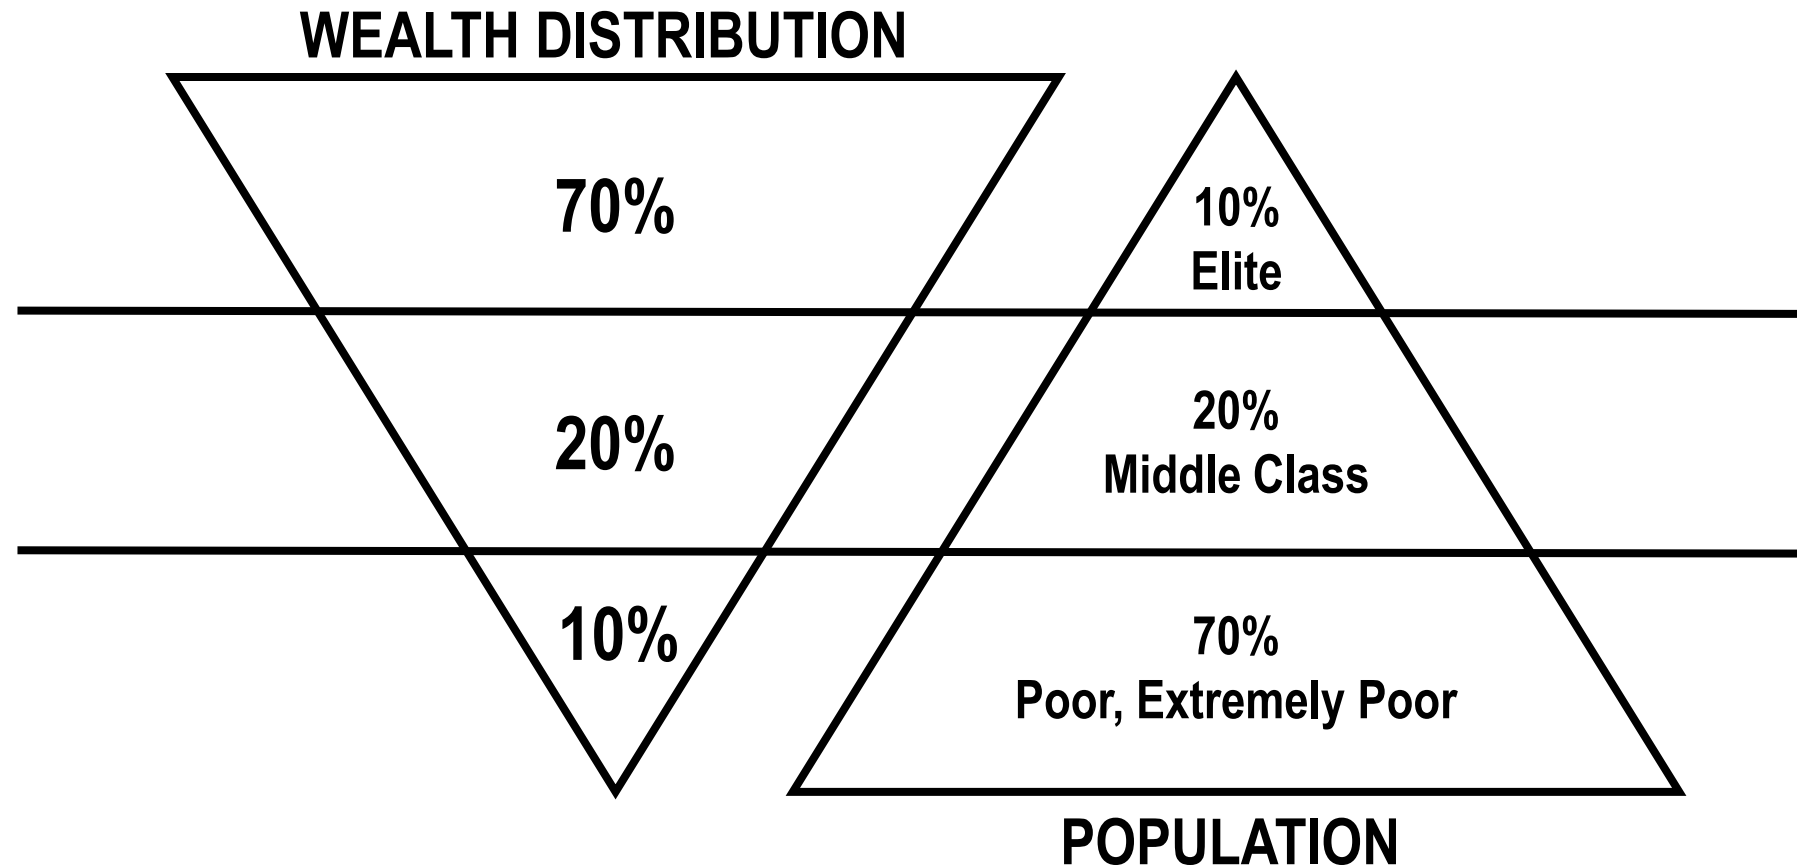 WEALTH DISTRIBUTION
70%
10%
Elite
20%
20%
Middle Class
10%
70%
Poor, Extremely Poor
POPULATION